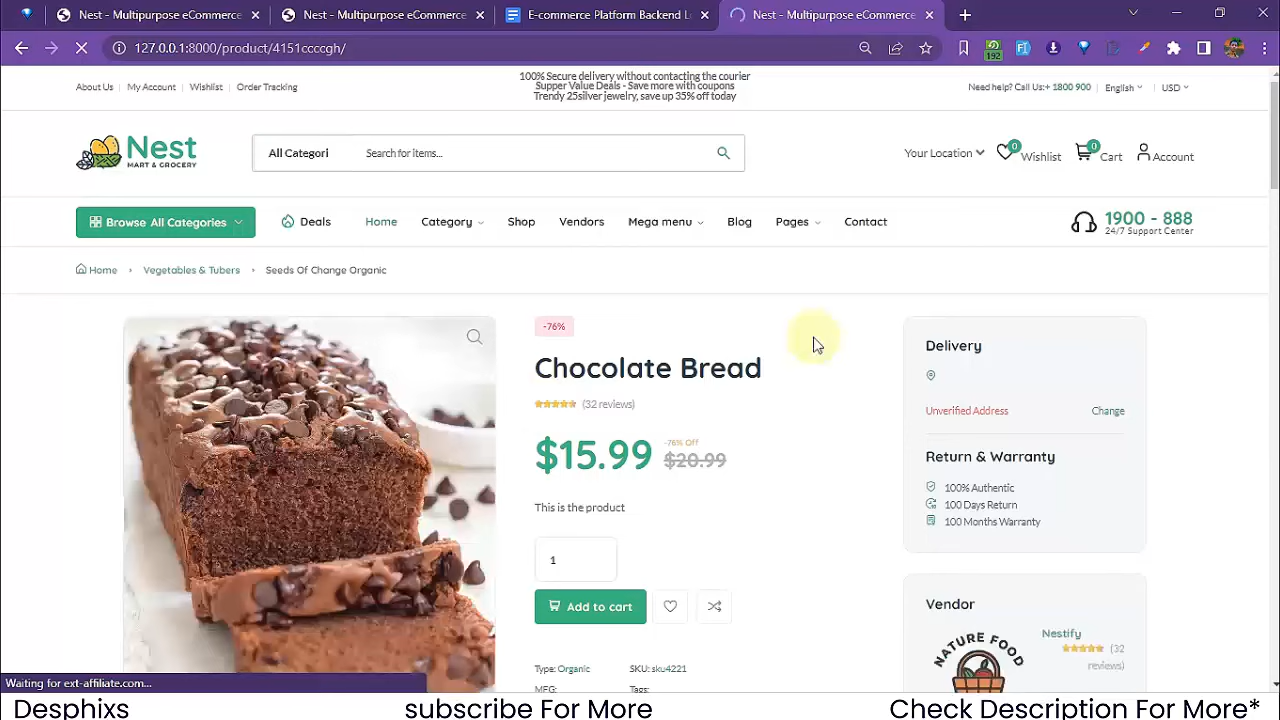 Nest - Multipurpose eCommerce
Nest - Multipurpose eCommerce
E-commerce Platform Backend L
Nest - Multipurpose eCommerce
127.0.0.1:8000/product/4151ccccgh/
192
About Us
My Account
Wishlist
Order Tracking
100% Secure delivery without contacting the courier
Supper Value Deals - Save more with coupons
Trendy 25silver jewelry, save up 35% off today
Need help? Call Us:+ 1800 900
English
USD
Nest
MART & GROCERY
All Categori
Search for items...
Your Location
0
Wishlist
0
Cart
Account
Browse All Categories
Deals
Home
Category
Shop
Vendors
Mega menu
Blog
Pages
Contact
1900 - 888
24/7 Support Center
Home
Vegetables & Tubers
Seeds Of Change Organic
-76%
Chocolate Bread
(32 reviews)
$15.99
-76% Off
$20.99
This is the product
1
Add to cart
Type: Organic
SKU: sku4221
MFG:
Tags:
Delivery
Unverified Address
Change
Return & Warranty
100% Authentic
100 Days Return
100 Months Warranty
Vendor
NATURE FOOD
Nestify
(32
reviews)
Waiting for ext-affiliate.com...
Desphixs
subscribe For More
Check Description For More*